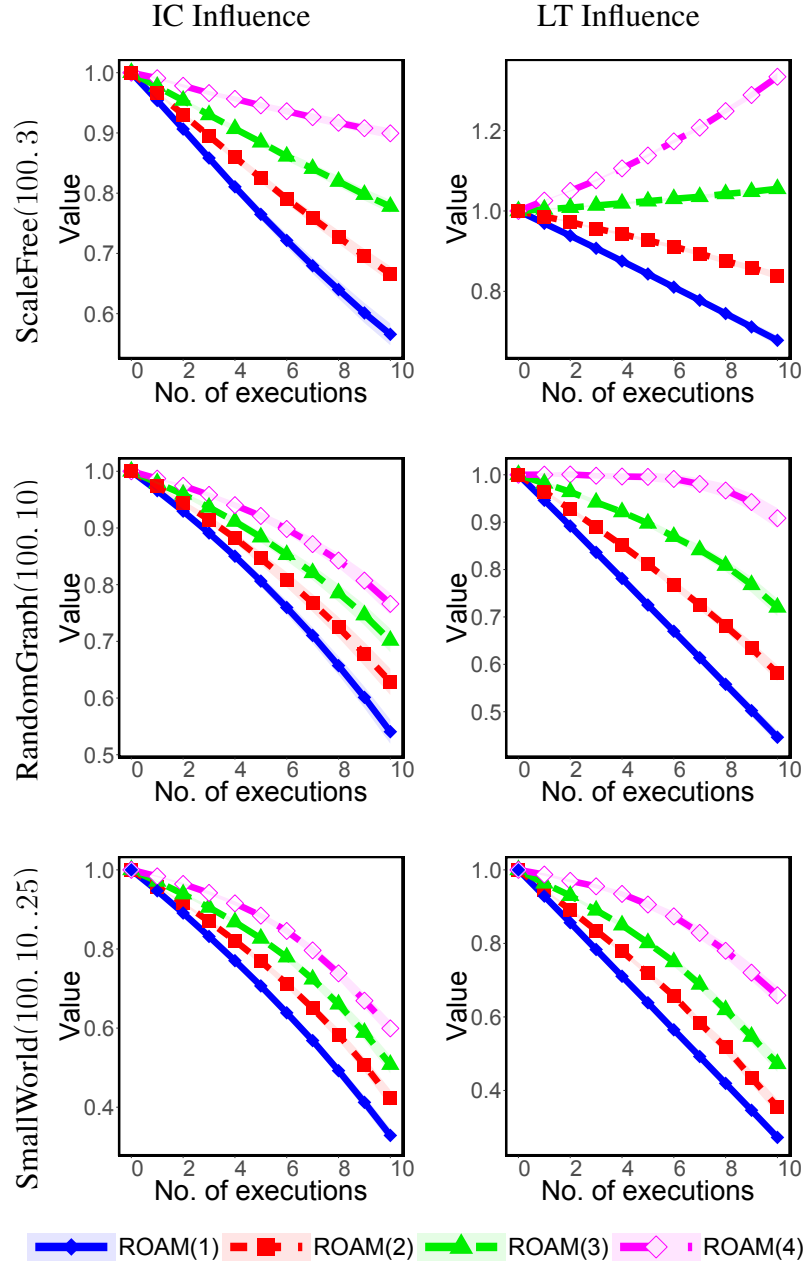 IC Influence LT Influence
ScaleFree(100. 3)
Value
1.0
0.9
0.8
0.7
0.6
0 2 4 6 8 10
No. of executions
Value
1.2
1.0
0.8
0 2 4 6 8 10
No. of executions
RandomGraph(100. 10)
Value
1.0
0.9
0.8
0.7
0.6
0.5
0 2 4 6 8 10
No. of executions
Value
1.0
0.9
0.8
0.7
0.6
0.5
0 2 4 6 8 10
No. of executions
SmallWorld(100. 10. .25)
Value
1.0
0.8
0.6
0.4
0 2 4 6 8 10
No. of executions
Value
1.0
0.8
0.6
0.4
0 2 4 6 8 10
No. of executions
ROAM(1) ROAM(2) ROAM(3) ROAM(4)